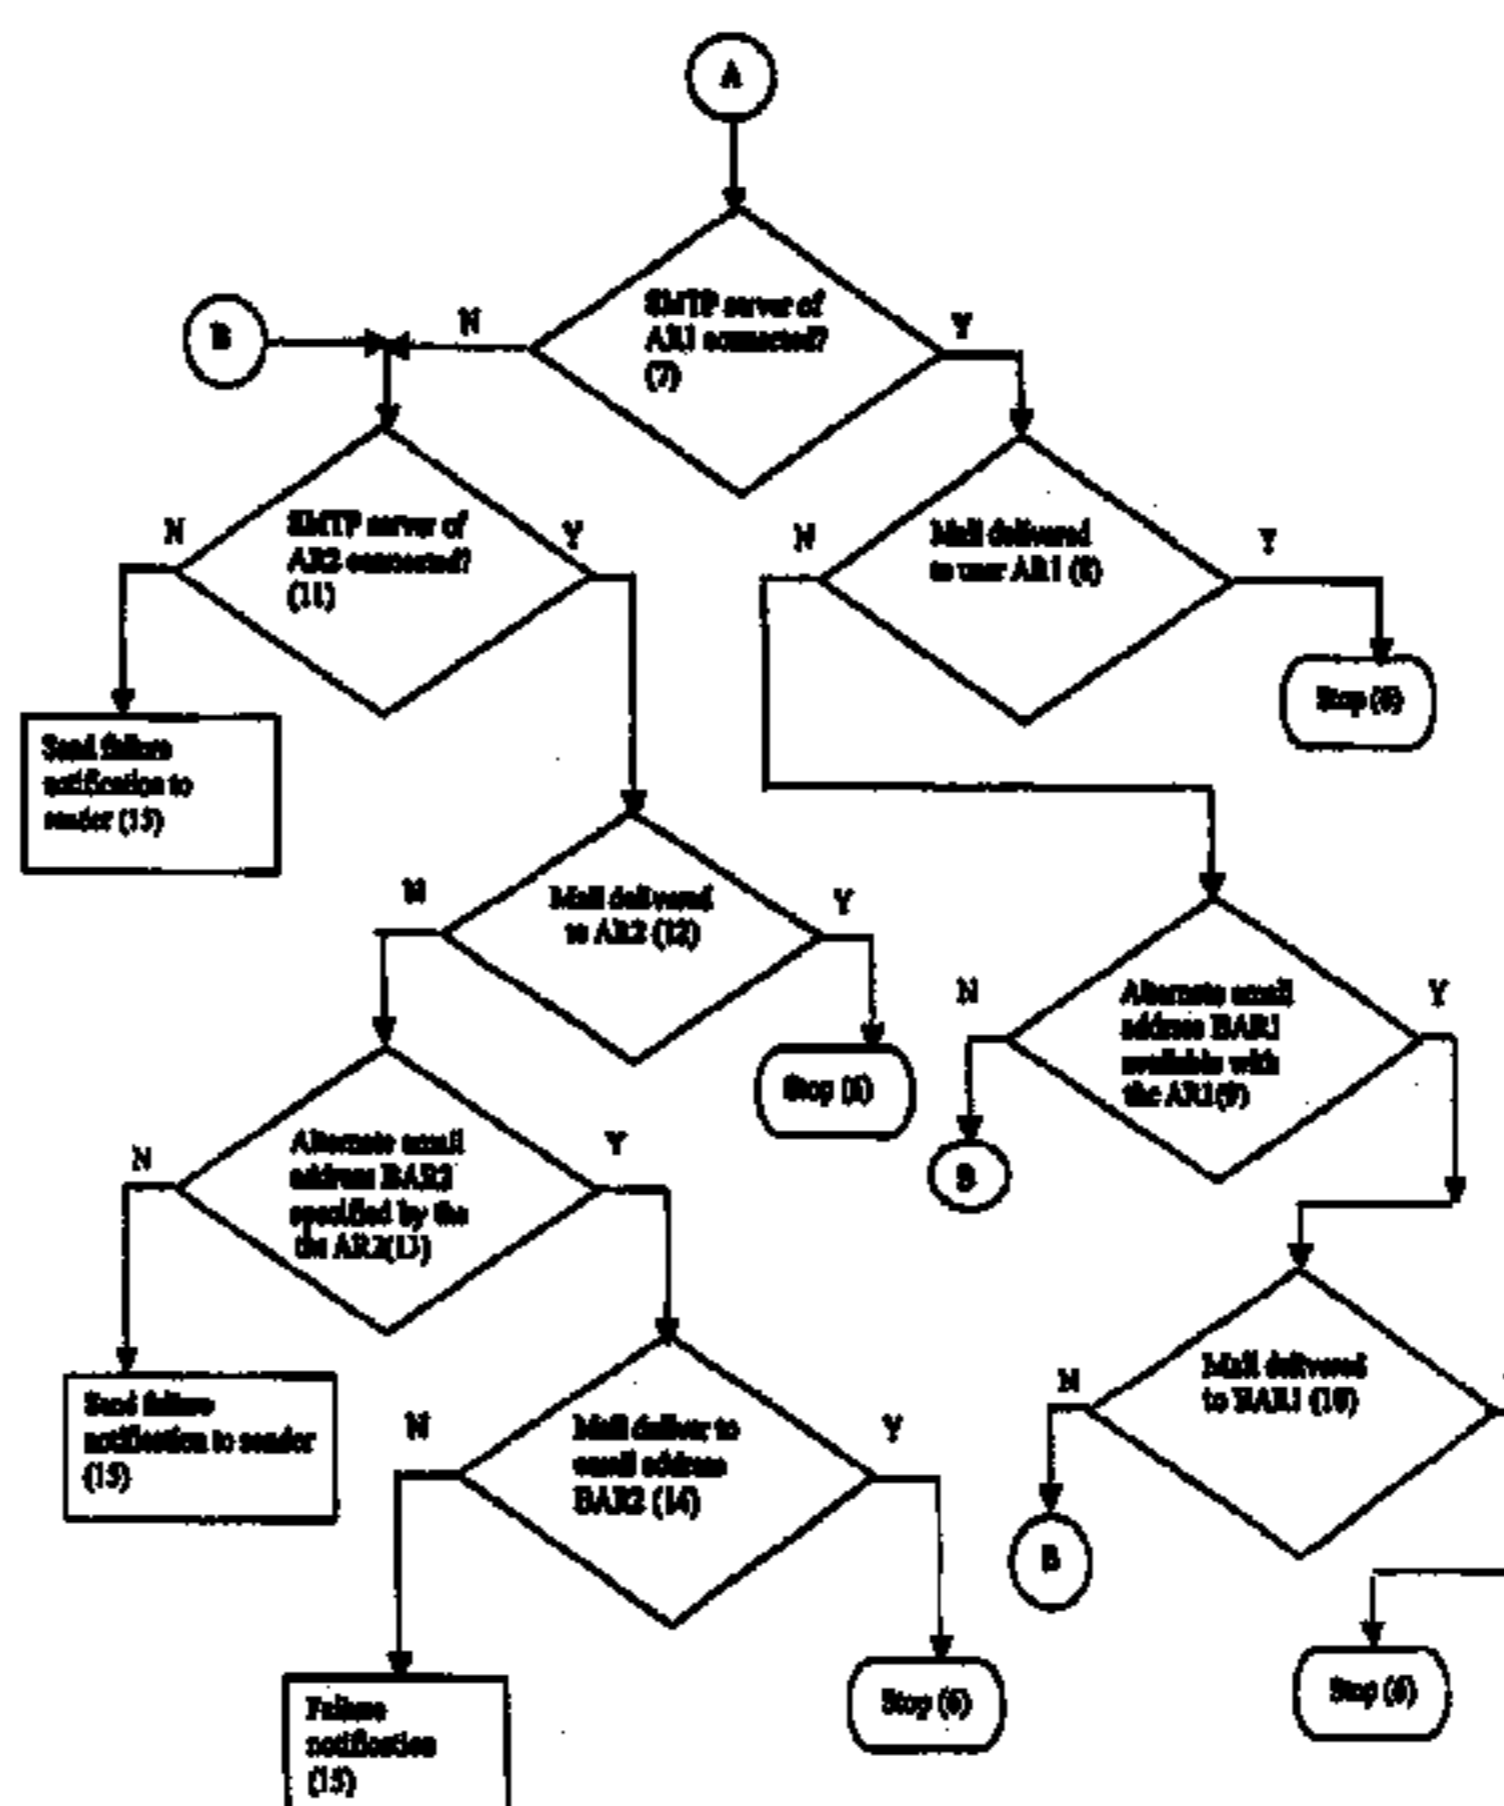 A
SMTP server of
AR1 connected?
(7)
N
Y
B
SMTP server of
AR2 connected?
(11)
N
Y
Mail delivered
to user AR1 (8)
N
Y
Stop (6)
Send failure
notification to
sender (15)
Mail delivered
to AR2 (12)
N
Y
Stop (6)
Alternate email
address BAR1
available with
the AR1(9)
N
Y
B
Alternate email
address BAR2
specified by the
the AR2(13)
N
Y
Mail delivered
to BAR1 (10)
N
B
Stop (6)
Send failure
notification to sender
(15)
Mail deliver to
email address
BAR2 (14)
N
Y
Stop (6)
Failure
notification
(15)